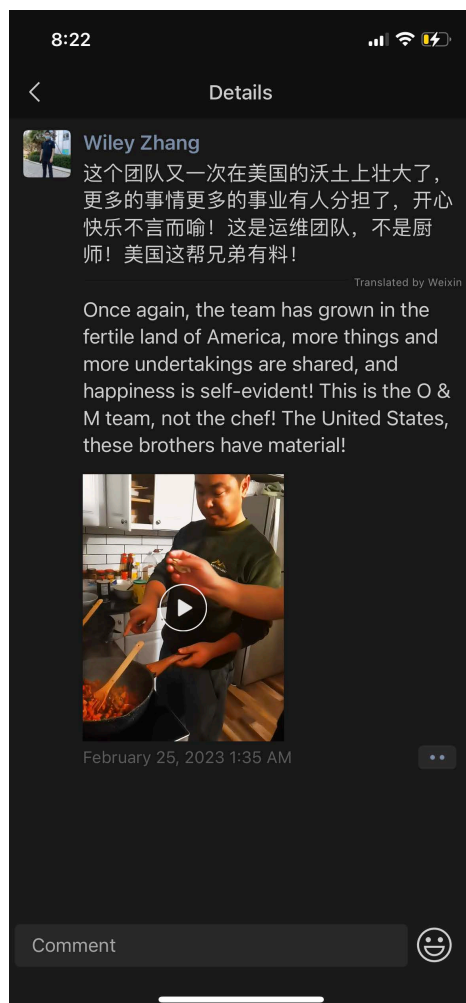 8:22
Details
Wiley Zhang
这个团队又一次在美国的沃土上壮大了，
更多的事情更多的事业有人分担了，开心
快乐不言而喻！这是运维团队，不是厨
师！美国这帮兄弟有料！
Translated by Weixin
Once again, the team has grown in the
fertile land of America, more things and
more undertakings are shared, and
happiness is self-evident! This is the O &
M team, not the chef! The United States,
these brothers have material!
February 25, 2023 1:35 AM
Comment